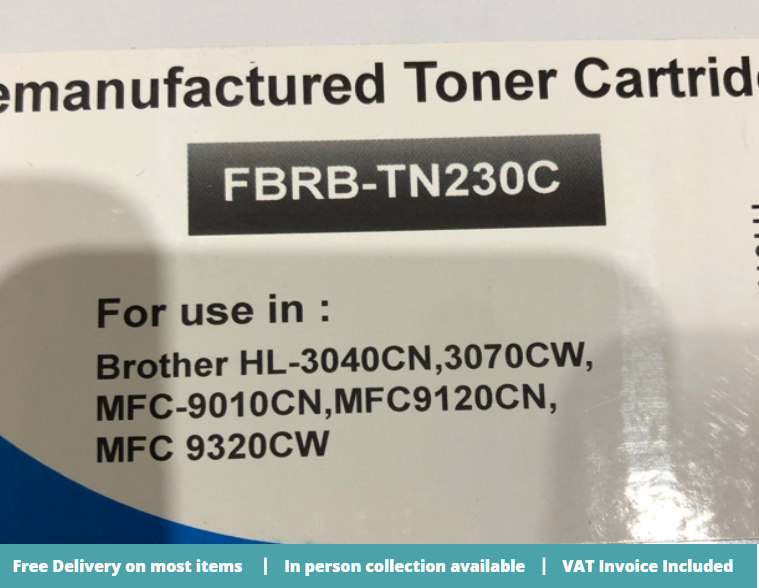 emanufactured Toner Cartrid
FBRB-TN230C
For use in :
Brother HL-3040CN,3070CW,
MFC-9010CN,MFC9120CN,
MFC 9320CW
Free Delivery on most items | In person collection available | VAT Invoice Included